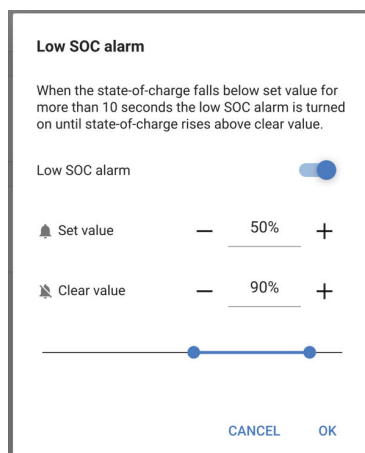 Low SOC alarm
When the state-of-charge falls below set value for
more than 10 seconds the low SOC alarm is turned
on until state-of-charge rises above clear value.
Low SOC alarm
Set value − 50% +
Clear value − 90% +
CANCEL OK